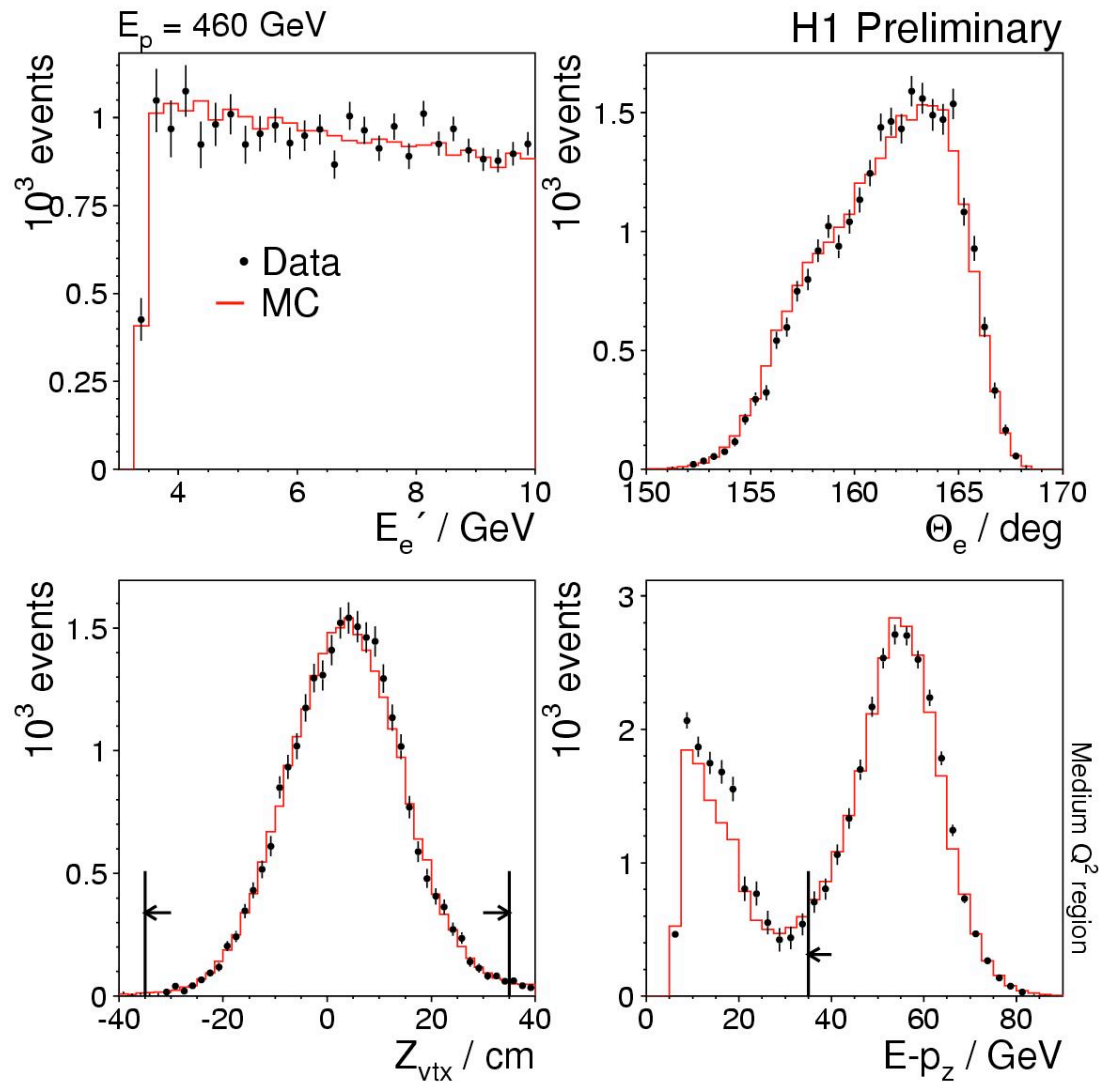 E_p = 460 GeV
H1 Preliminary
10^3 events
1
0.75
0.5
0.25
0
Data
MC
4 6 8 10
E_e´ / GeV
10^3 events
1.5
1
0.5
0
150 155 160 165 170
Θ_e / deg
10^3 events
1.5
1
0.5
0
-40 -20 0 20 40
Z_vtx / cm
10^3 events
3
2
1
0
0 20 40 60 80
E-p_z / GeV
Medium Q^2 region